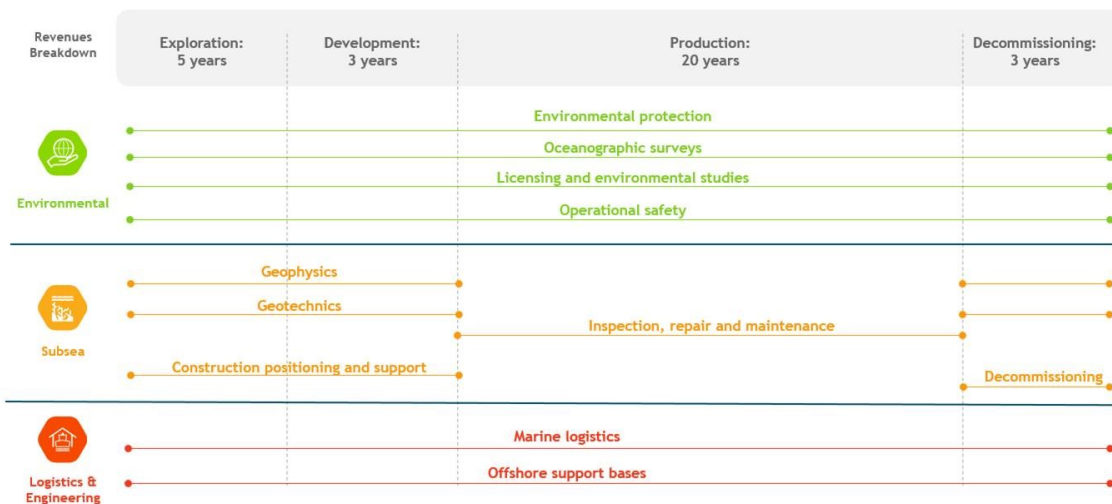 Revenues
Breakdown
Exploration:
5 years
Development:
3 years
Production:
20 years
Decommissioning:
3 years
Environmental protection
Oceanographic surveys
Licensing and environmental studies
Operational safety
Environmental
Geophysics
Geotechnics
Inspection, repair and maintenance
Subsea
Construction positioning and support
Decommissioning
Marine logistics
Offshore support bases
Logistics &
Engineering